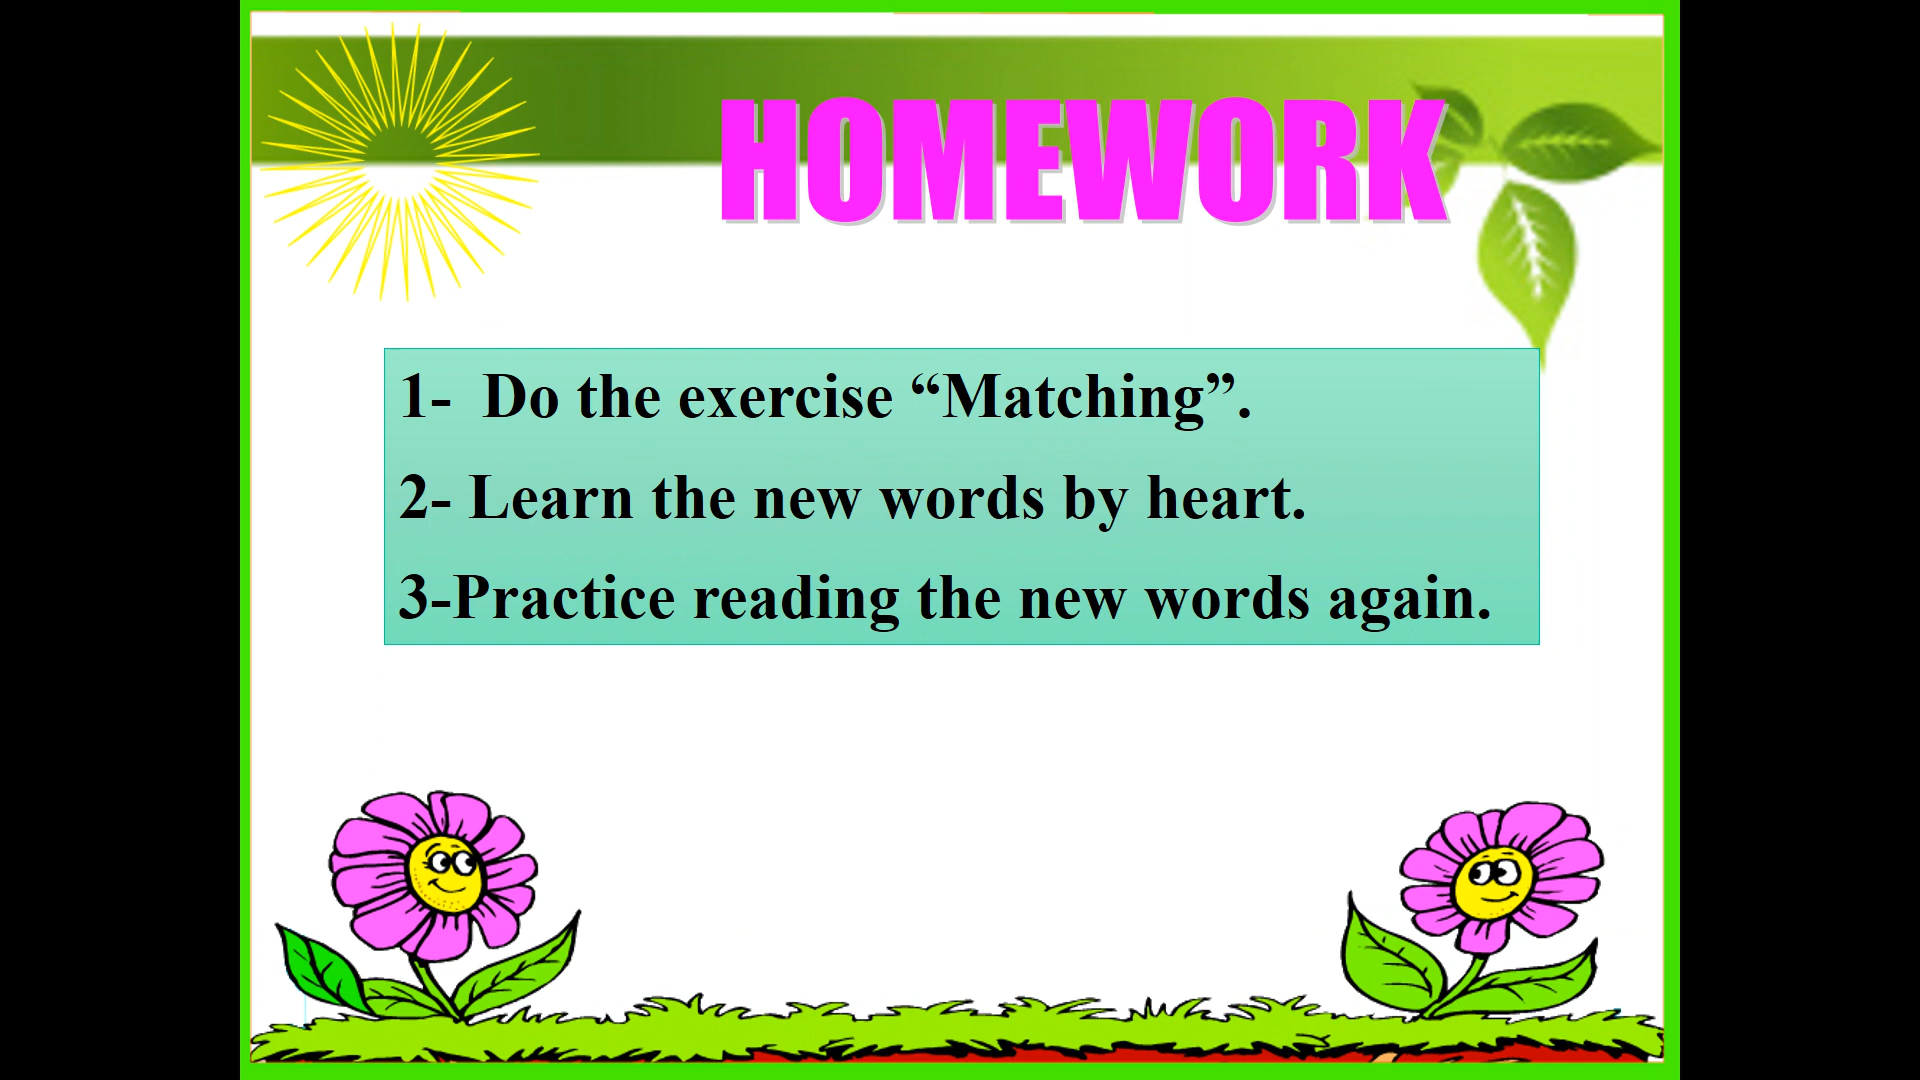 HOMEWORK
1-  Do the exercise “Matching”.
2- Learn the new words by heart.
3-Practice reading the new words again.